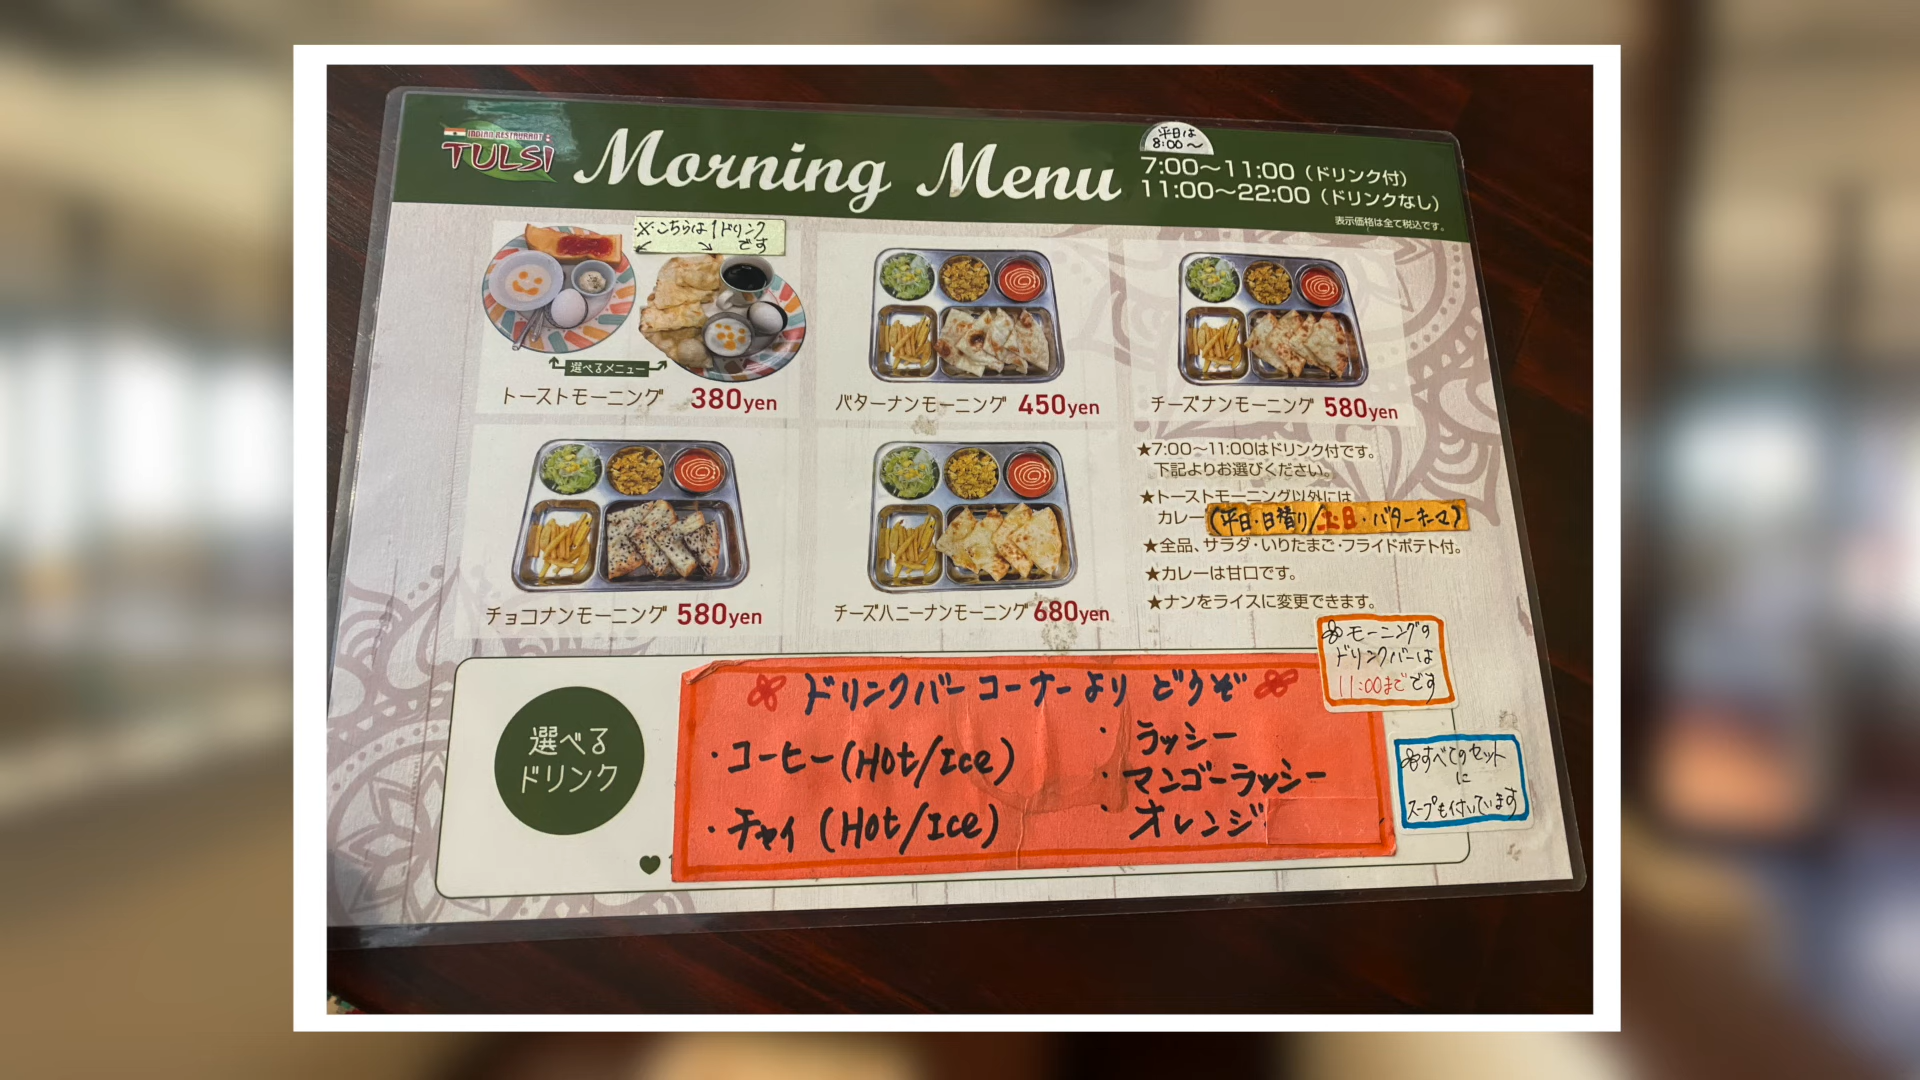 INDIAN RESTAURANT
TULSI
Morning Menu
平日は
8:00～
7:00～11:00（ドリンク付）
11:00～22:00（ドリンクなし）
表示価格は全て税込です。
※こちらは1ドリンク
です
選べるメニュー
トーストモーニング 380yen
バターナンモーニング 450yen
チーズナンモーニング 580yen
チョコナンモーニング 580yen
チーズハニーナンモーニング 680yen
★7:00～11:00はドリンク付です。
下記よりお選びください。
★トーストモーニング以外には
カレー(平日・日替り/土日・バターキーマ)
★全品、サラダ・いりたまご・フライドポテト付。
★カレーは甘口です。
★ナンをライスに変更できます。
モーニングの
ドリンクバーは
11:00までです
選べる
ドリンク
ドリンクバーコーナーより どうぞ
・コーヒー(Hot/Ice)
・チャイ (Hot/Ice)
・ラッシー
・マンゴーラッシー
・オレンジ
すべてのセット
に
スープも付いています